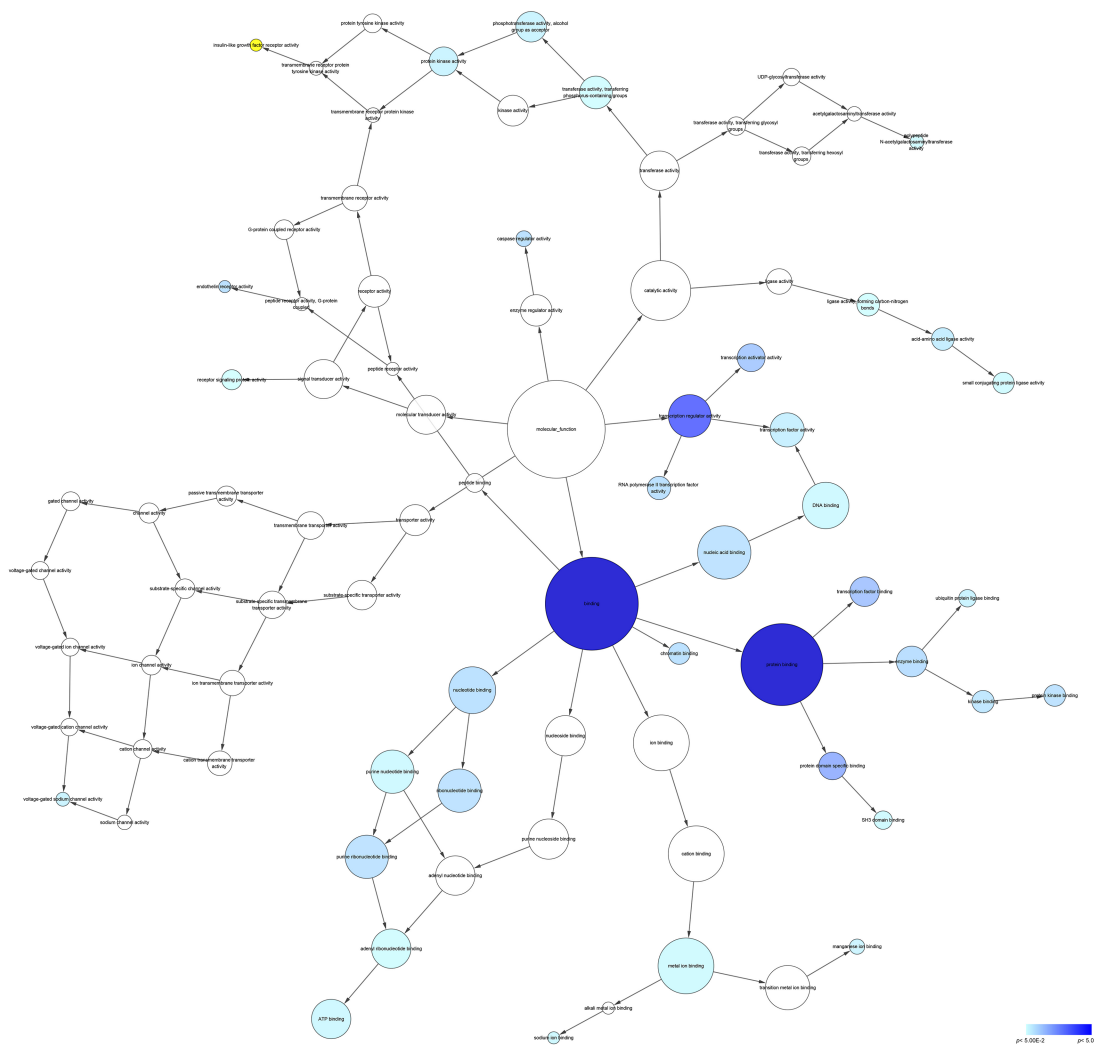 protein tyrosine kinase activity
phosphotransferase activity, alcohol
group as acceptor
insulin-like growth factor receptor activity
transmembrane receptor protein
tyrosine kinase activity
protein kinase activity
UDP-glycosyltransferase activity
transferase activity, transferring
phosphorus-containing groups
kinase activity
transmembrane receptor protein kinase
activity
acetylgalactosaminyltransferase activity
transferase activity, transferring glycosyl
groups
polypeptide
N-acetylgalactosaminyltransferase
activity
transferase activity, transferring hexosyl
groups
transferase activity
transmembrane receptor activity
G-protein coupled receptor activity
caspase regulator activity
ligase activity
endothelin receptor activity
receptor activity
catalytic activity
peptide receptor activity, G-protein
coupled
ligase activity, forming carbon-nitrogen
bonds
enzyme regulator activity
acid-amino acid ligase activity
transcription activator activity
peptide receptor activity
receptor signaling protein activity
signal transducer activity
small conjugating protein ligase activity
molecular transducer activity
transcription regulator activity
molecular_function
transcription factor activity
peptide binding
RNA polymerase II transcription factor
activity
passive transmembrane transporter
activity
gated channel activity
channel activity
transmembrane transporter activity
transporter activity
DNA binding
nucleic acid binding
voltage-gated channel activity
substrate-specific channel activity
substrate-specific transmembrane
transporter activity
substrate-specific transporter activity
binding
transcription factor binding
ubiquitin protein ligase binding
voltage-gated ion channel activity
ion channel activity
chromatin binding
protein binding
enzyme binding
ion transmembrane transporter activity
nucleotide binding
kinase binding
protein kinase binding
voltage-gated cation channel activity
cation channel activity
nucleoside binding
ion binding
cation transmembrane transporter
activity
purine nucleotide binding
ribonucleotide binding
protein domain specific binding
voltage-gated sodium channel activity
sodium channel activity
SH3 domain binding
purine nucleoside binding
purine ribonucleotide binding
cation binding
adenyl nucleotide binding
adenyl ribonucleotide binding
manganese ion binding
metal ion binding
transition metal ion binding
alkali metal ion binding
ATP binding
sodium ion binding
p< 5.00E-2
p< 5.0